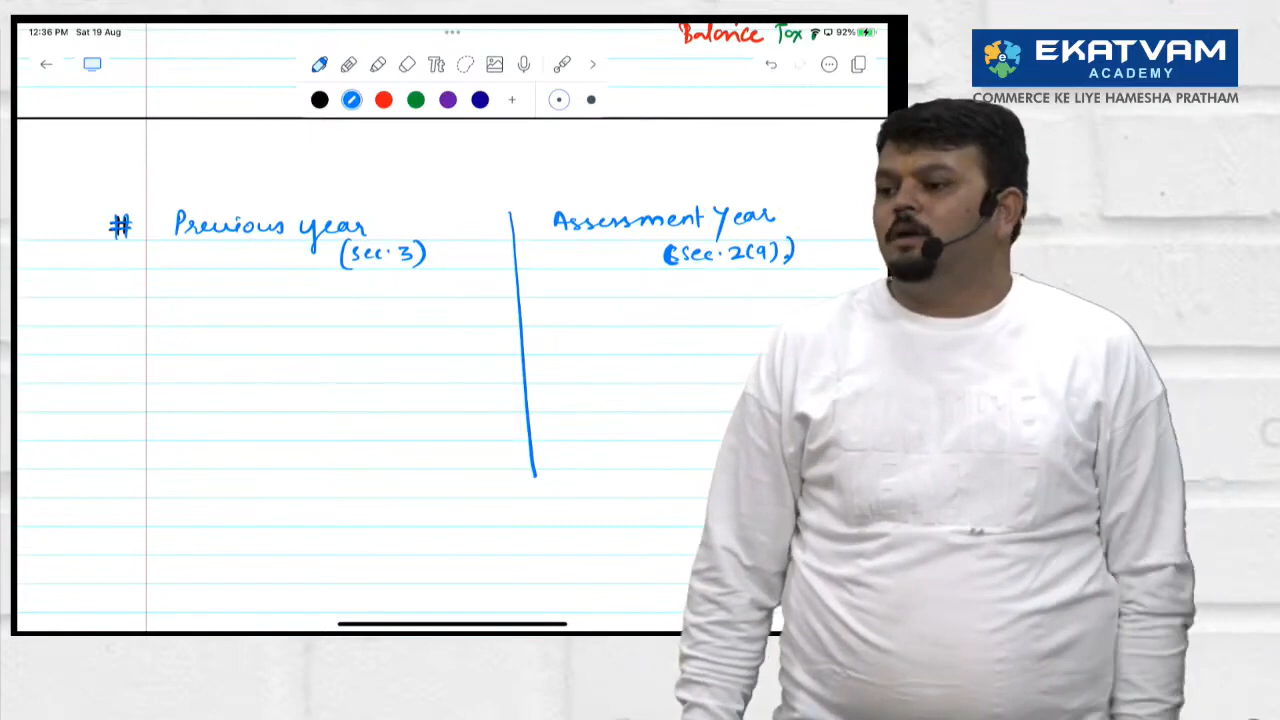 12:36 PM Sat 19 Aug
Balance Tax
92%
EKATVAM
ACADEMY
COMMERCE KE LIYE HAMESHA PRATHAM
Tt
# Previous year
(Sec. 3)
Assessment Year
(Sec. 2(9))